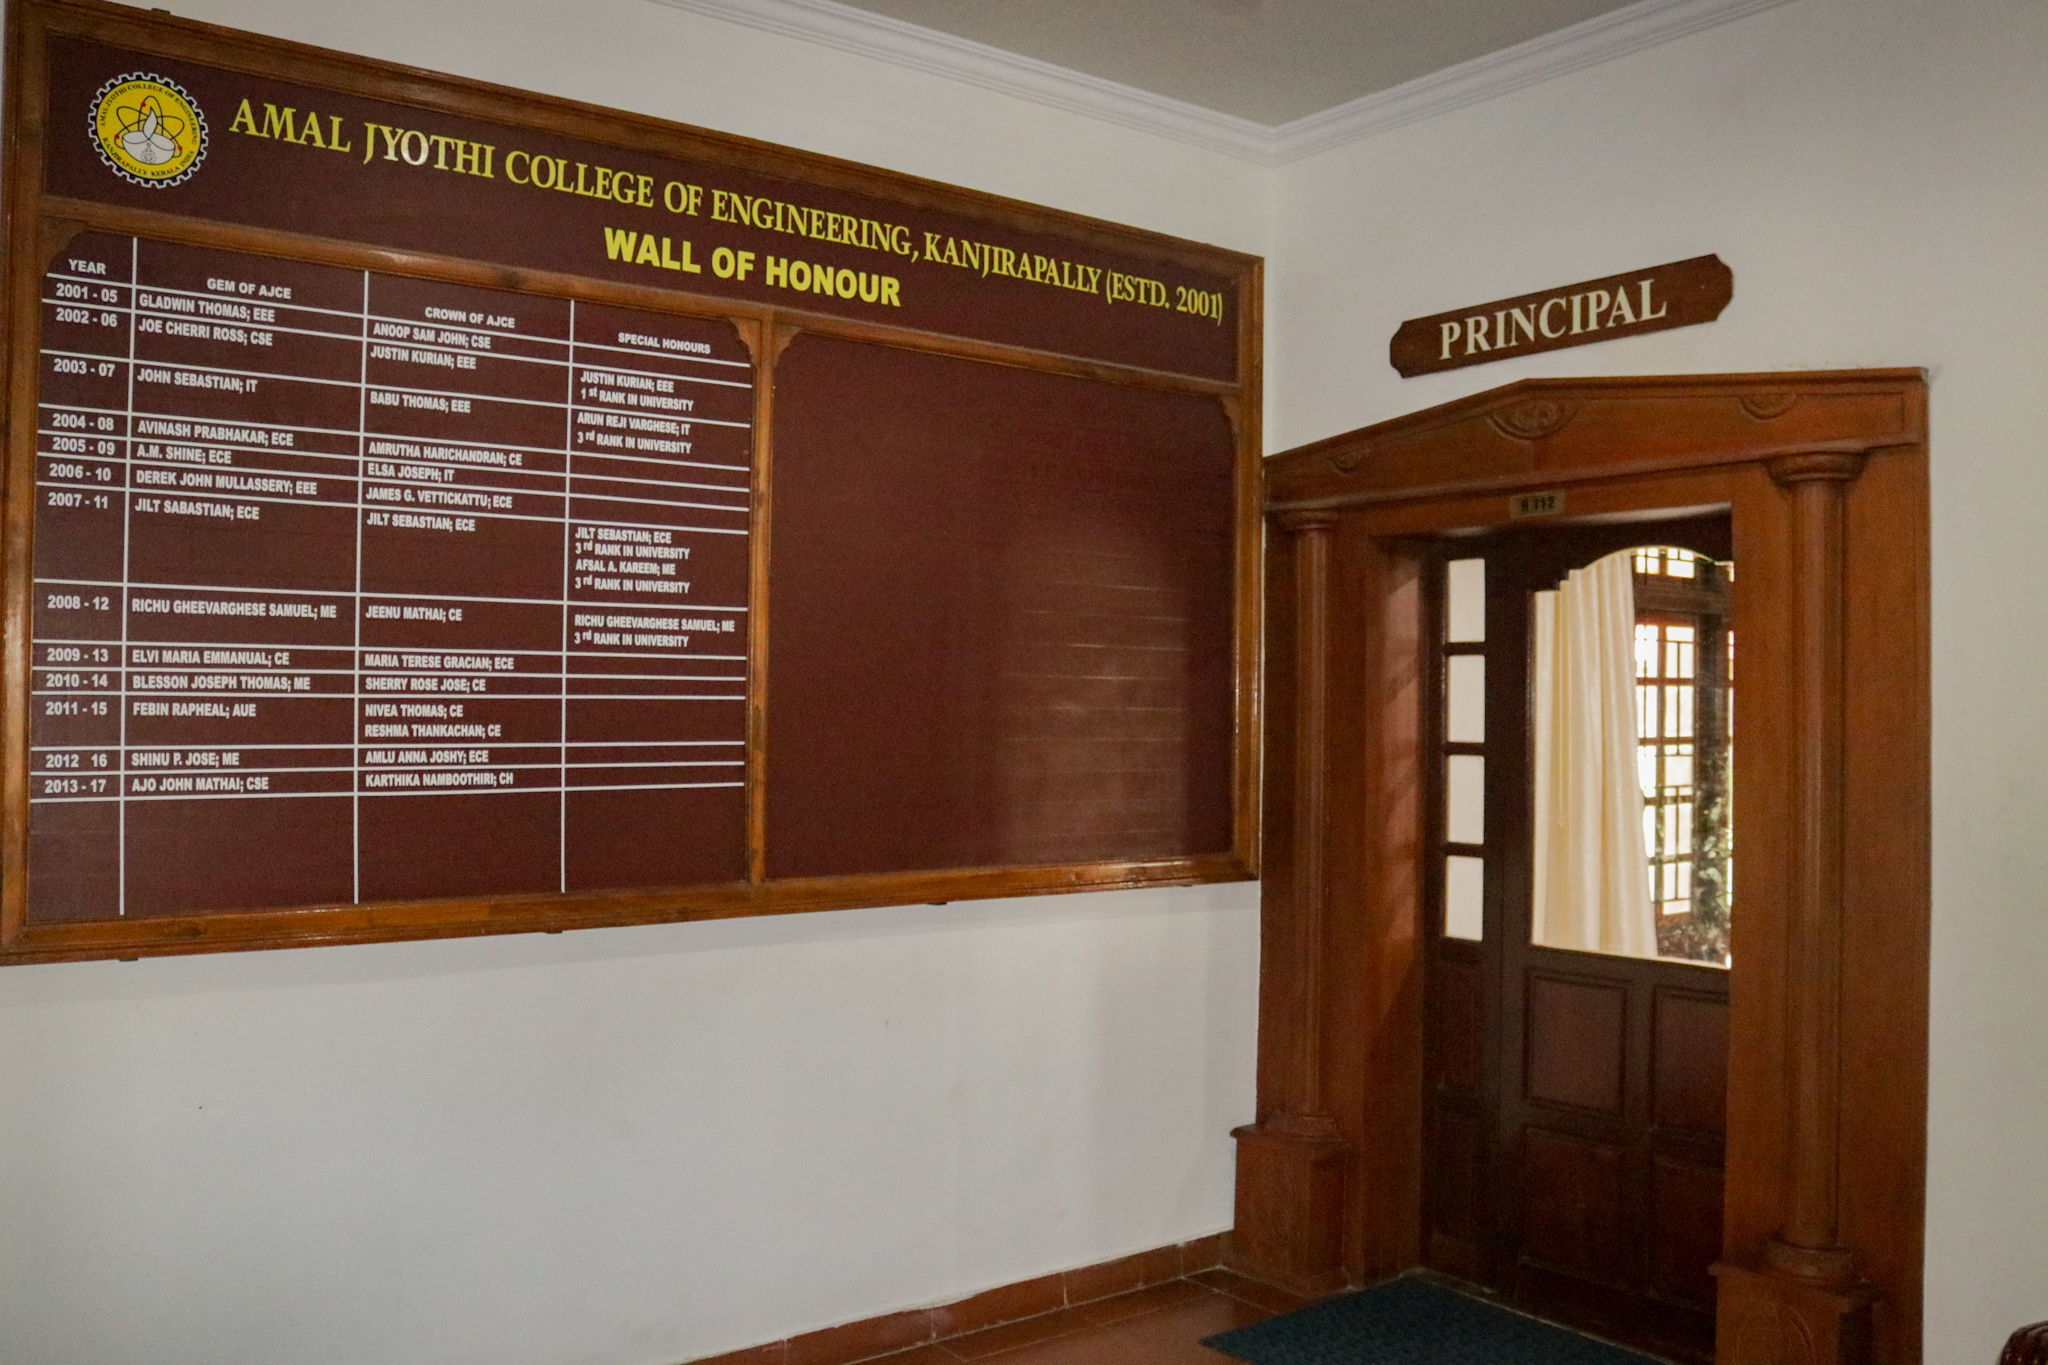 AMAL JYOTHI COLLEGE OF ENGINEERING
KANJIRAPALLY KERALA INDIA
AMAL JYOTHI COLLEGE OF ENGINEERING, KANJIRAPALLY (ESTD. 2001)
WALL OF HONOUR
YEAR GEM OF AJCE CROWN OF AJCE SPECIAL HONOURS
2001 - 05 GLADWIN THOMAS; EEE ANOOP SAM JOHN; CSE
2002 - 06 JOE CHERRI ROSS; CSE JUSTIN KURIAN; EEE JUSTIN KURIAN; EEE
1st RANK IN UNIVERSITY
2003 - 07 JOHN SEBASTIAN; IT BABU THOMAS; EEE ARUN REJI VARGHESE; IT
3rd RANK IN UNIVERSITY
2004 - 08 AVINASH PRABHAKAR; ECE AMRUTHA HARICHANDRAN; CE
2005 - 09 A.M. SHINE; ECE ELSA JOSEPH; IT
2006 - 10 DEREK JOHN MULLASSERY; EEE JAMES G. VETTICKATTU; ECE
2007 - 11 JILT SABASTIAN; ECE JILT SEBASTIAN; ECE JILT SEBASTIAN; ECE
3rd RANK IN UNIVERSITY
AFSAL A. KAREEM; ME
3rd RANK IN UNIVERSITY
2008 - 12 RICHU GHEEVARGHESE SAMUEL; ME JEENU MATHAI; CE RICHU GHEEVARGHESE SAMUEL; ME
3rd RANK IN UNIVERSITY
2009 - 13 ELVI MARIA EMMANUAL; CE MARIA TERESE GRACIAN; ECE
2010 - 14 BLESSON JOSEPH THOMAS; ME SHERRY ROSE JOSE; CE
2011 - 15 FEBIN RAPHEAL; AUE NIVEA THOMAS; CE
RESHMA THANKACHAN; CE
2012 16 SHINU P. JOSE; ME AMLU ANNA JOSHY; ECE
2013 - 17 AJO JOHN MATHAI; CSE KARTHIKA NAMBOOTHIRI; CH
PRINCIPAL